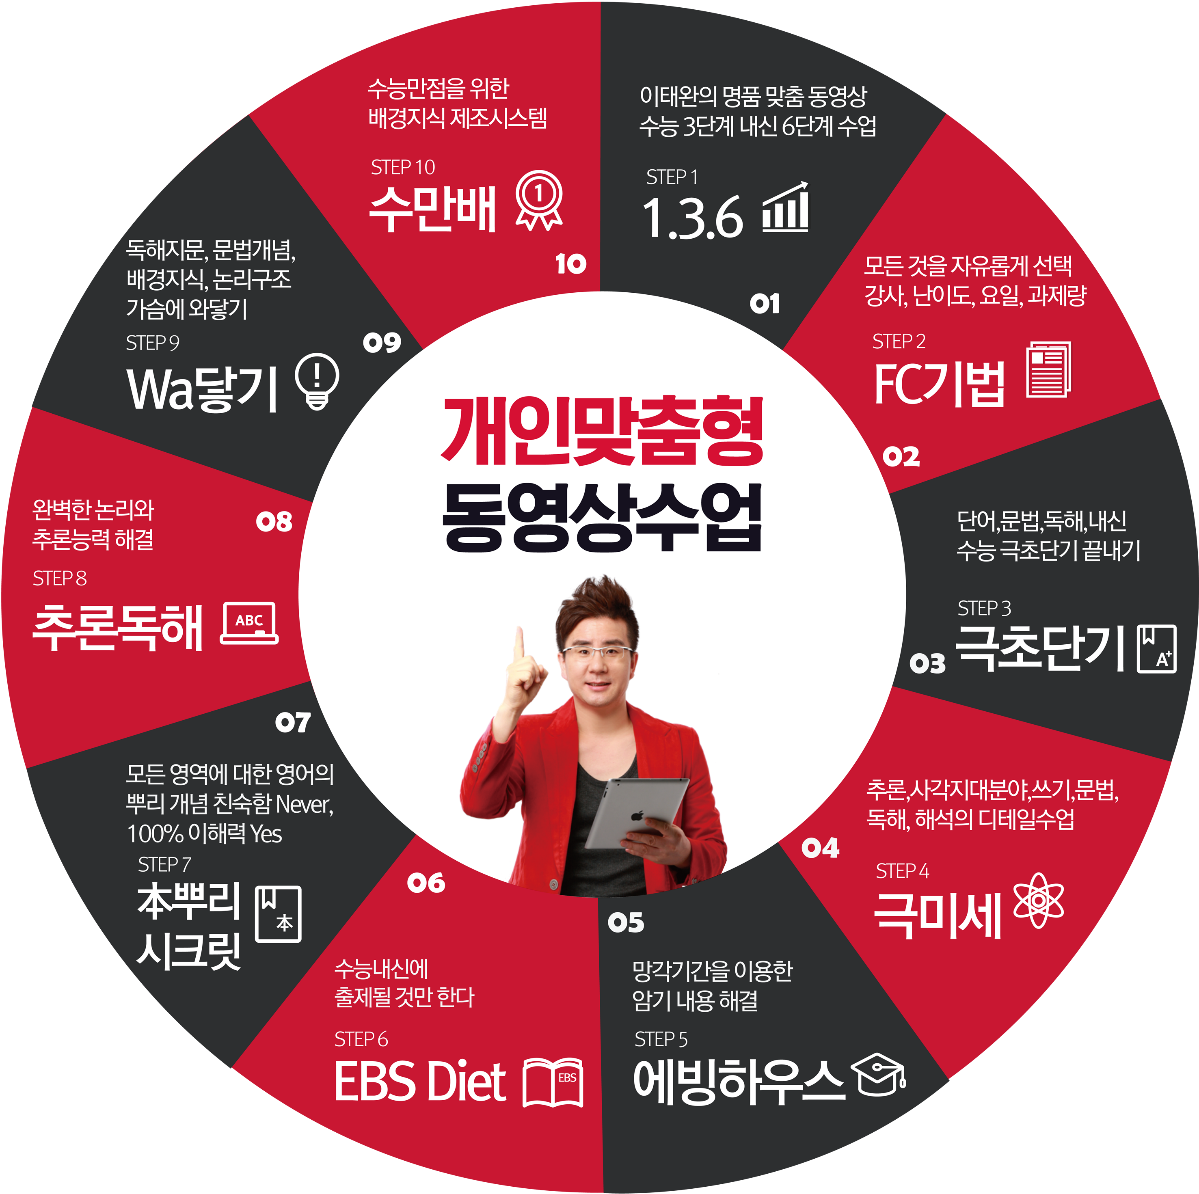 개인맞춤형
동영상수업
이태완의 명품 맞춤 동영상
수능 3단계 내신 6단계 수업
STEP 1
1.3.6
01
모든 것을 자유롭게 선택
강사, 난이도, 요일, 과제량
STEP 2
FC기법
02
단어,문법,독해,내신
수능 극초단기 끝내기
STEP 3
극초단기
A+
03
추론,사각지대분야,쓰기,문법,
독해, 해석의 디테일수업
STEP 4
극미세
04
05
망각기간을 이용한
암기 내용 해결
STEP 5
에빙하우스
06
수능내신에
출제될 것만 한다
STEP 6
EBS Diet
EBS
07
모든 영역에 대한 영어의
뿌리 개념 친숙함 Never,
100% 이해력 Yes
STEP 7
本뿌리
시크릿
本
08
완벽한 논리와
추론능력 해결
STEP 8
추론독해
ABC
독해지문, 문법개념,
배경지식, 논리구조
가슴에 와닿기
STEP 9
Wa닿기
!
09
수능만점을 위한
배경지식 제조시스템
STEP 10
수만배
1
10